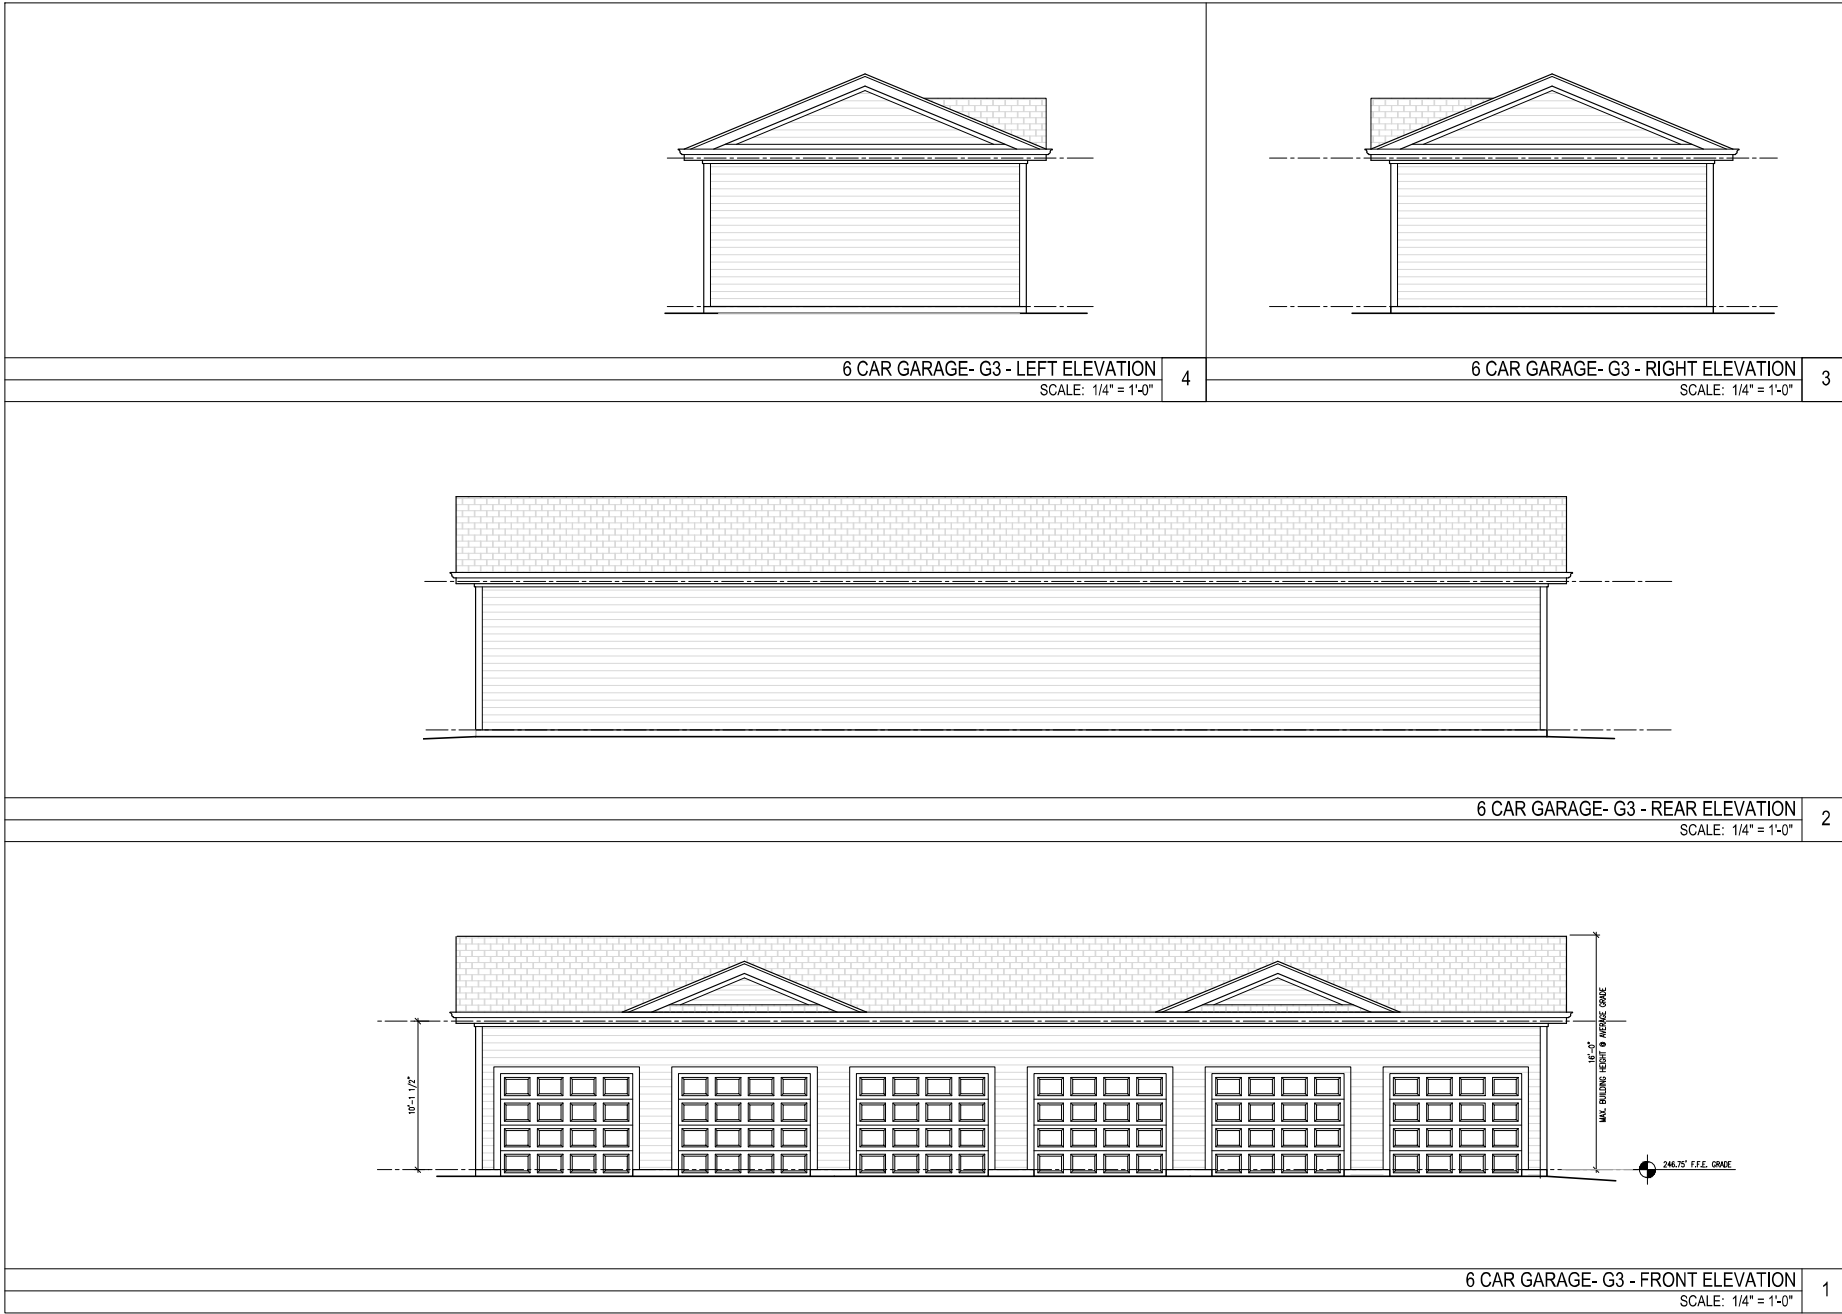 6 CAR GARAGE- G3 - LEFT ELEVATION
SCALE: 1/4" = 1'-0"
4
6 CAR GARAGE- G3 - RIGHT ELEVATION
SCALE: 1/4" = 1'-0"
3
6 CAR GARAGE- G3 - REAR ELEVATION
SCALE: 1/4" = 1'-0"
2
10'-1 1/2"
16'-0"
MAX. BUILDING HEIGHT @ AVERAGE GRADE
246.75' F.F.E. GRADE
6 CAR GARAGE- G3 - FRONT ELEVATION
SCALE: 1/4" = 1'-0"
1